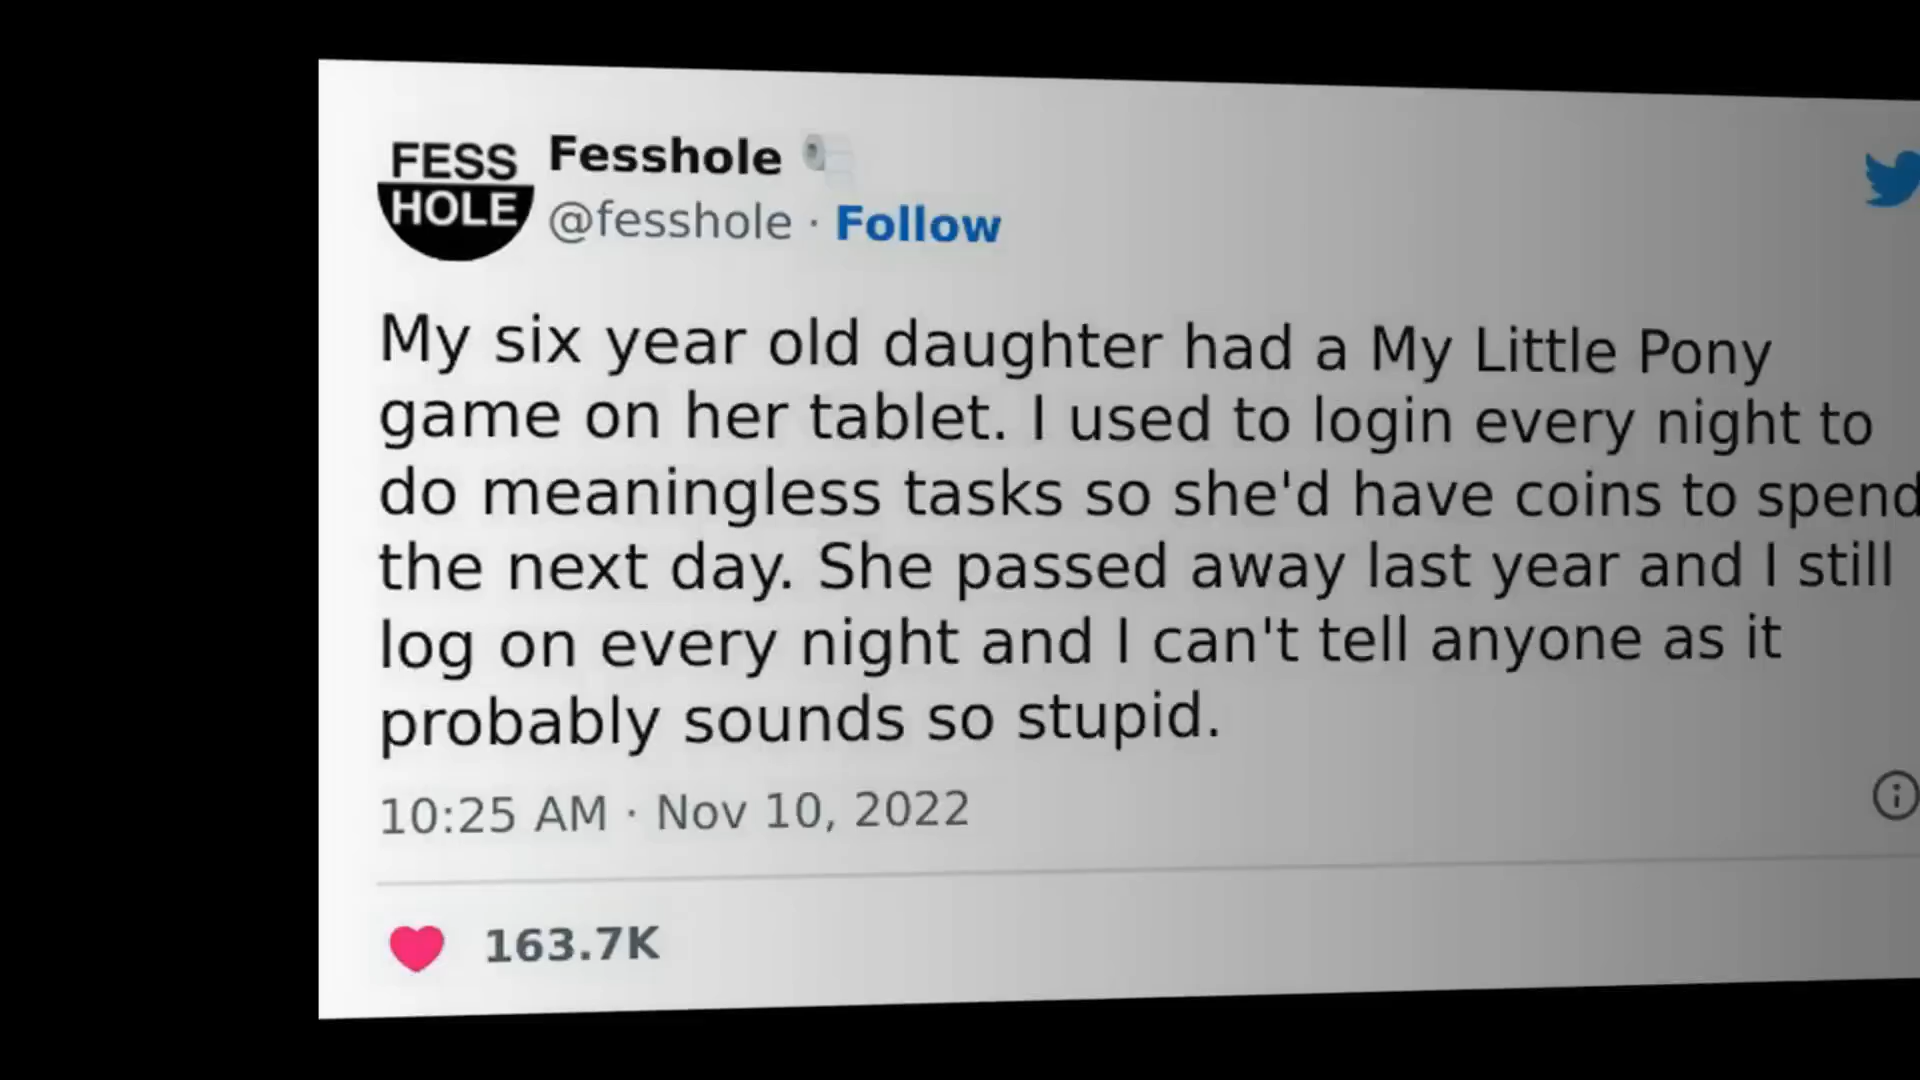 FESS
HOLE
Fesshole
@fesshole · Follow
My six year old daughter had a My Little Pony
game on her tablet. I used to login every night to
do meaningless tasks so she'd have coins to spend
the next day. She passed away last year and I still
log on every night and I can't tell anyone as it
probably sounds so stupid.
10:25 AM · Nov 10, 2022
163.7K